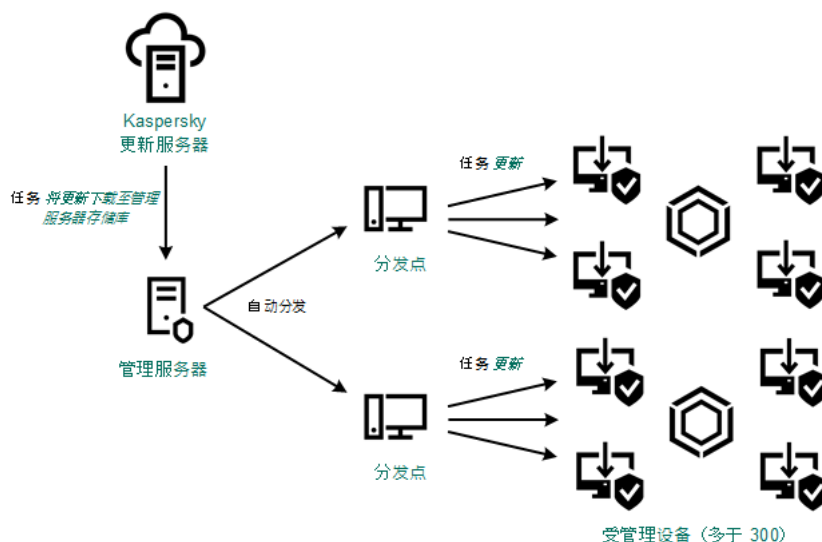 Kaspersky
更新服务器
任务 将更新下载至管理
服务器存储库
管理服务器
自动分发
分发点
任务 更新
分发点
任务 更新
受管理设备（多于 300）